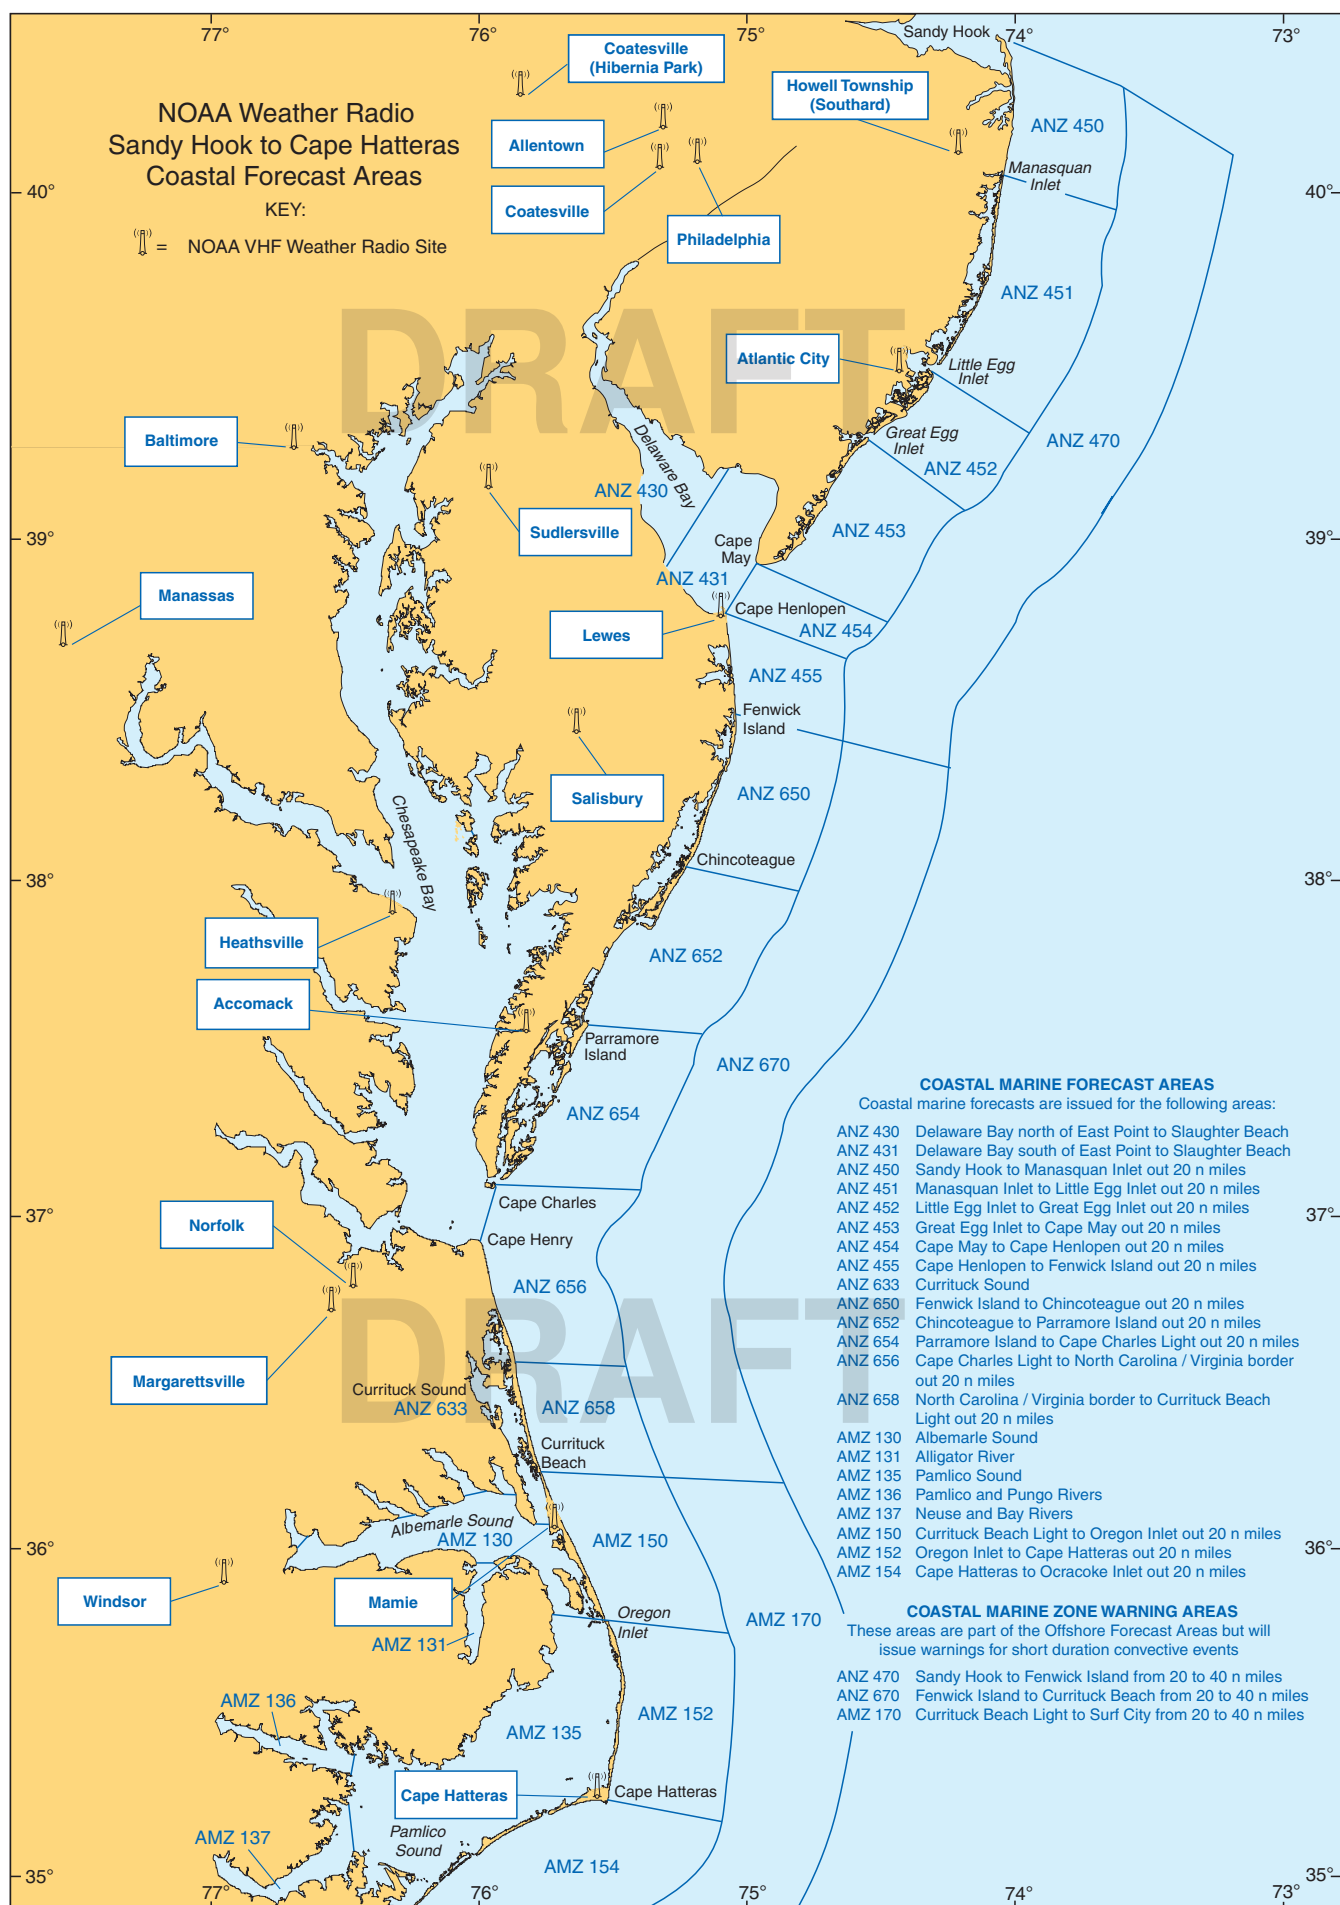 77°
76°
75°
74°
73°
Sandy Hook
Coatesville
(Hibernia Park)
Howell Township
(Southard)
NOAA Weather Radio
Sandy Hook to Cape Hatteras
Coastal Forecast Areas
KEY:
= NOAA VHF Weather Radio Site
Allentown
ANZ 450
Manasquan
Inlet
40°
40°
Coatesville
Philadelphia
ANZ 451
DRAFT
Atlantic City
Little Egg
Inlet
Baltimore
Delaware Bay
Great Egg
Inlet
ANZ 470
ANZ 452
ANZ 430
Sudlersville
ANZ 453
39°
39°
Cape
May
ANZ 431
Manassas
Cape Henlopen
Lewes
ANZ 454
ANZ 455
Fenwick
Island
Salisbury
ANZ 650
Chesapeake Bay
Chincoteague
38°
38°
Heathsville
ANZ 652
Accomack
Parramore
Island
ANZ 670
ANZ 654
Cape Charles
37°
37°
Norfolk
Cape Henry
ANZ 656
DRAFT
Margarettsville
Currituck Sound
ANZ 633
ANZ 658
Currituck
Beach
Albemarle Sound
AMZ 130
AMZ 150
36°
36°
Windsor
Mamie
Oregon
Inlet
AMZ 170
AMZ 131
AMZ 136
AMZ 135
AMZ 152
Cape Hatteras
Cape Hatteras
Pamlico
Sound
AMZ 137
AMZ 154
35°
35°
77°
76°
75°
74°
73°
COASTAL MARINE FORECAST AREAS
Coastal marine forecasts are issued for the following areas:
ANZ 430 Delaware Bay north of East Point to Slaughter Beach
ANZ 431 Delaware Bay south of East Point to Slaughter Beach
ANZ 450 Sandy Hook to Manasquan Inlet out 20 n miles
ANZ 451 Manasquan Inlet to Little Egg Inlet out 20 n miles
ANZ 452 Little Egg Inlet to Great Egg Inlet out 20 n miles
ANZ 453 Great Egg Inlet to Cape May out 20 n miles
ANZ 454 Cape May to Cape Henlopen out 20 n miles
ANZ 455 Cape Henlopen to Fenwick Island out 20 n miles
ANZ 633 Currituck Sound
ANZ 650 Fenwick Island to Chincoteague out 20 n miles
ANZ 652 Chincoteague to Parramore Island out 20 n miles
ANZ 654 Parramore Island to Cape Charles Light out 20 n miles
ANZ 656 Cape Charles Light to North Carolina / Virginia border
out 20 n miles
ANZ 658 North Carolina / Virginia border to Currituck Beach
Light out 20 n miles
AMZ 130 Albemarle Sound
AMZ 131 Alligator River
AMZ 135 Pamlico Sound
AMZ 136 Pamlico and Pungo Rivers
AMZ 137 Neuse and Bay Rivers
AMZ 150 Currituck Beach Light to Oregon Inlet out 20 n miles
AMZ 152 Oregon Inlet to Cape Hatteras out 20 n miles
AMZ 154 Cape Hatteras to Ocracoke Inlet out 20 n miles
COASTAL MARINE ZONE WARNING AREAS
These areas are part of the Offshore Forecast Areas but will
issue warnings for short duration convective events
ANZ 470 Sandy Hook to Fenwick Island from 20 to 40 n miles
ANZ 670 Fenwick Island to Currituck Beach from 20 to 40 n miles
AMZ 170 Currituck Beach Light to Surf City from 20 to 40 n miles